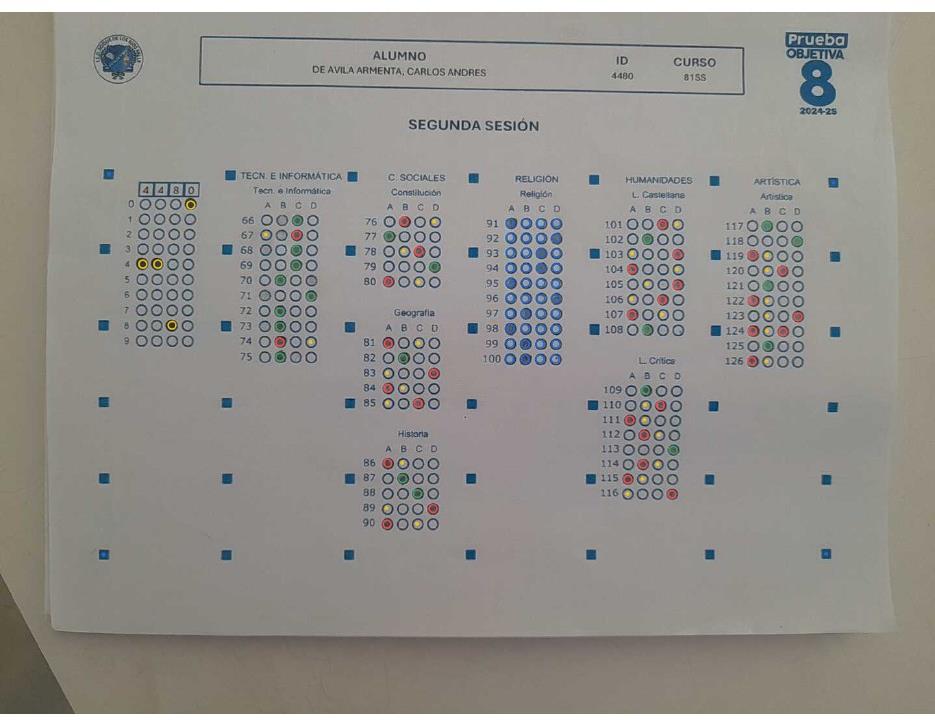 ALUMNO
DE AVILA ARMENTA, CARLOS ANDRES
ID
4480
CURSO
Prueba
OBJETIVA
8
2024-25
SEGUNDA SESIÓN
4 4 8 0
0
1
2
3
4
5
6
7
8
9
TECN. E INFORMÁTICA
Tecn. e Informática
A B C D
66
67
68
69
70
71
72
73
74
75
C. SOCIALES
Constitución
A B C D
76
77
78
79
80
Geografia
A B C D
81
82
83
84
85
Historia
A B C D
86
87
88
89
90
RELIGIÓN
Religión
A B C D
91
92
93
94
95
96
97
98
99
100
HUMANIDADES
L. Castellana
A B C D
101
102
103
104
105
106
107
108
L. Crítica
A B C D
109
110
111
112
113
114
115
116
ARTÍSTICA
Artistica
A B C D
117
118
119
120
121
122
123
124
125
126